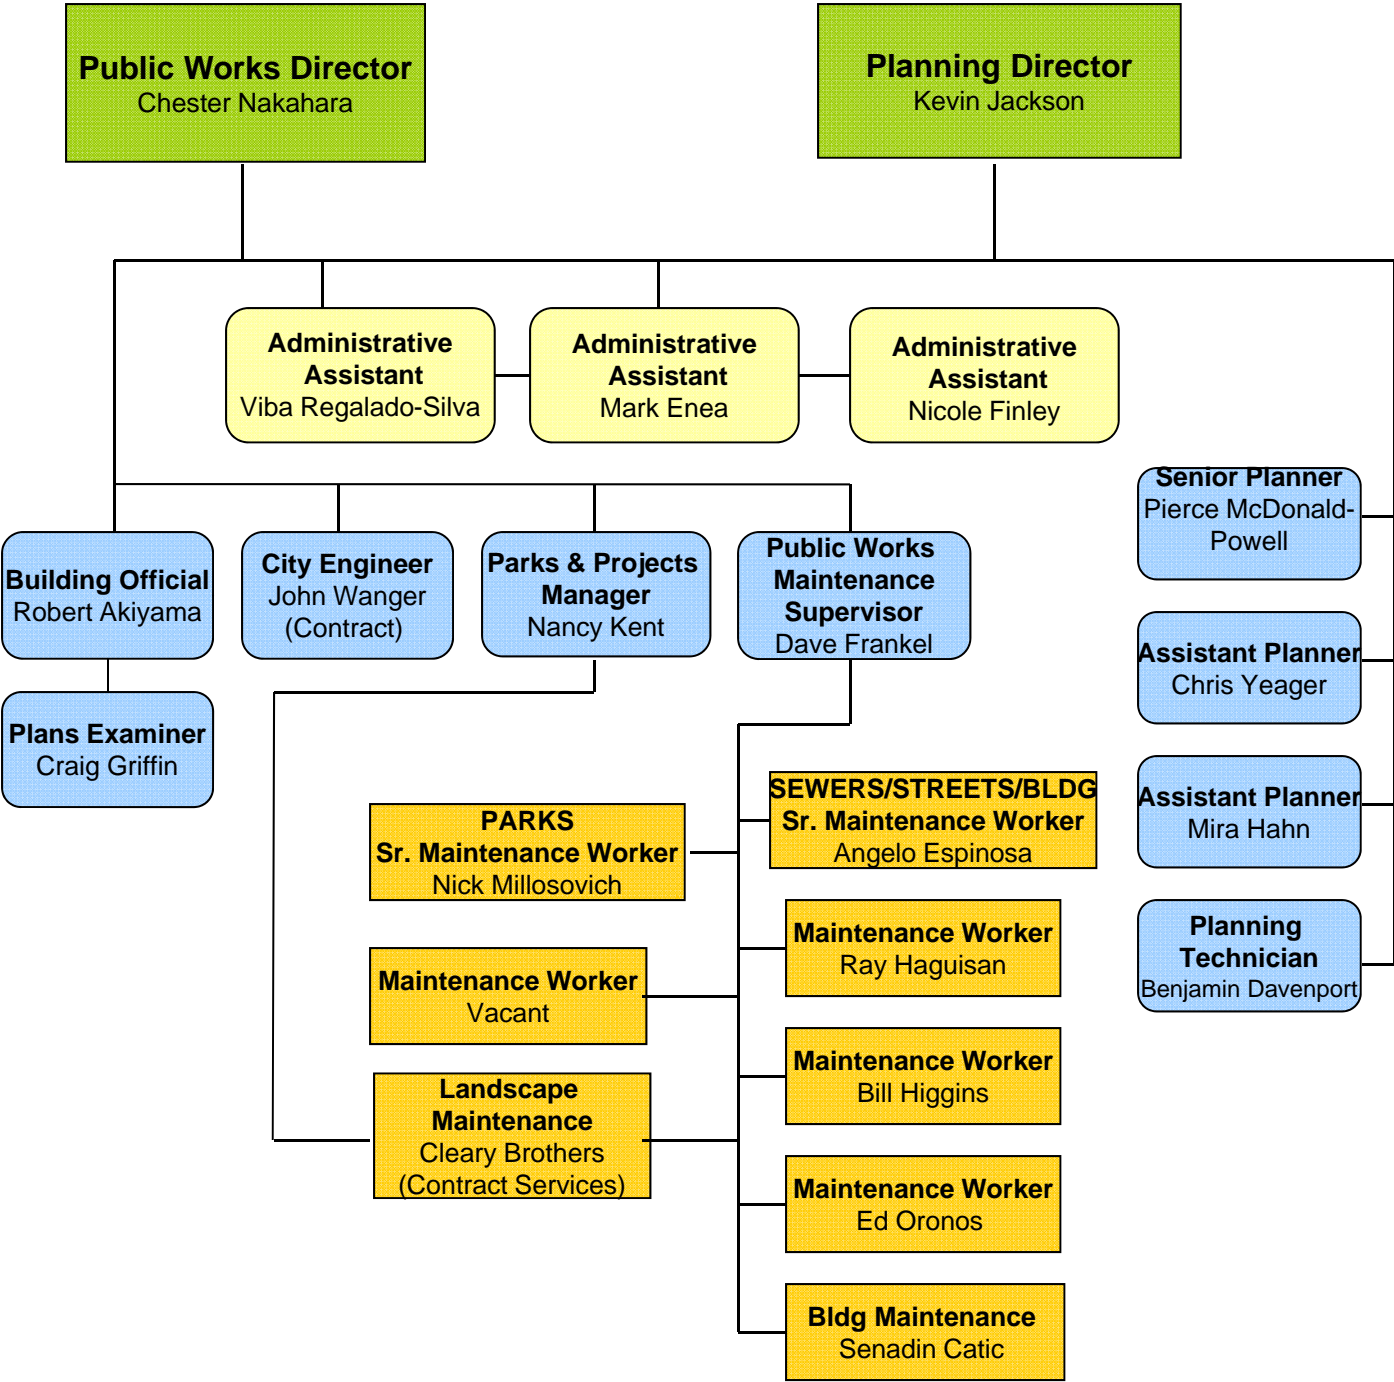 Public Works Director
Chester Nakahara
Planning Director
Kevin Jackson
Administrative
Assistant
Viba Regalado-Silva
Administrative
Assistant
Mark Enea
Administrative
Assistant
Nicole Finley
Building Official
Robert Akiyama
City Engineer
John Wanger
(Contract)
Parks & Projects
Manager
Nancy Kent
Public Works
Maintenance
Supervisor
Dave Frankel
Senior Planner
Pierce McDonald-
Powell
Assistant Planner
Chris Yeager
Assistant Planner
Mira Hahn
Planning
Technician
Benjamin Davenport
Plans Examiner
Craig Griffin
PARKS
Sr. Maintenance Worker
Nick Millosovich
Maintenance Worker
Vacant
Landscape
Maintenance
Cleary Brothers
(Contract Services)
SEWERS/STREETS/BLDG
Sr. Maintenance Worker
Angelo Espinosa
Maintenance Worker
Ray Haguisan
Maintenance Worker
Bill Higgins
Maintenance Worker
Ed Oronos
Bldg Maintenance
Senadin Catic